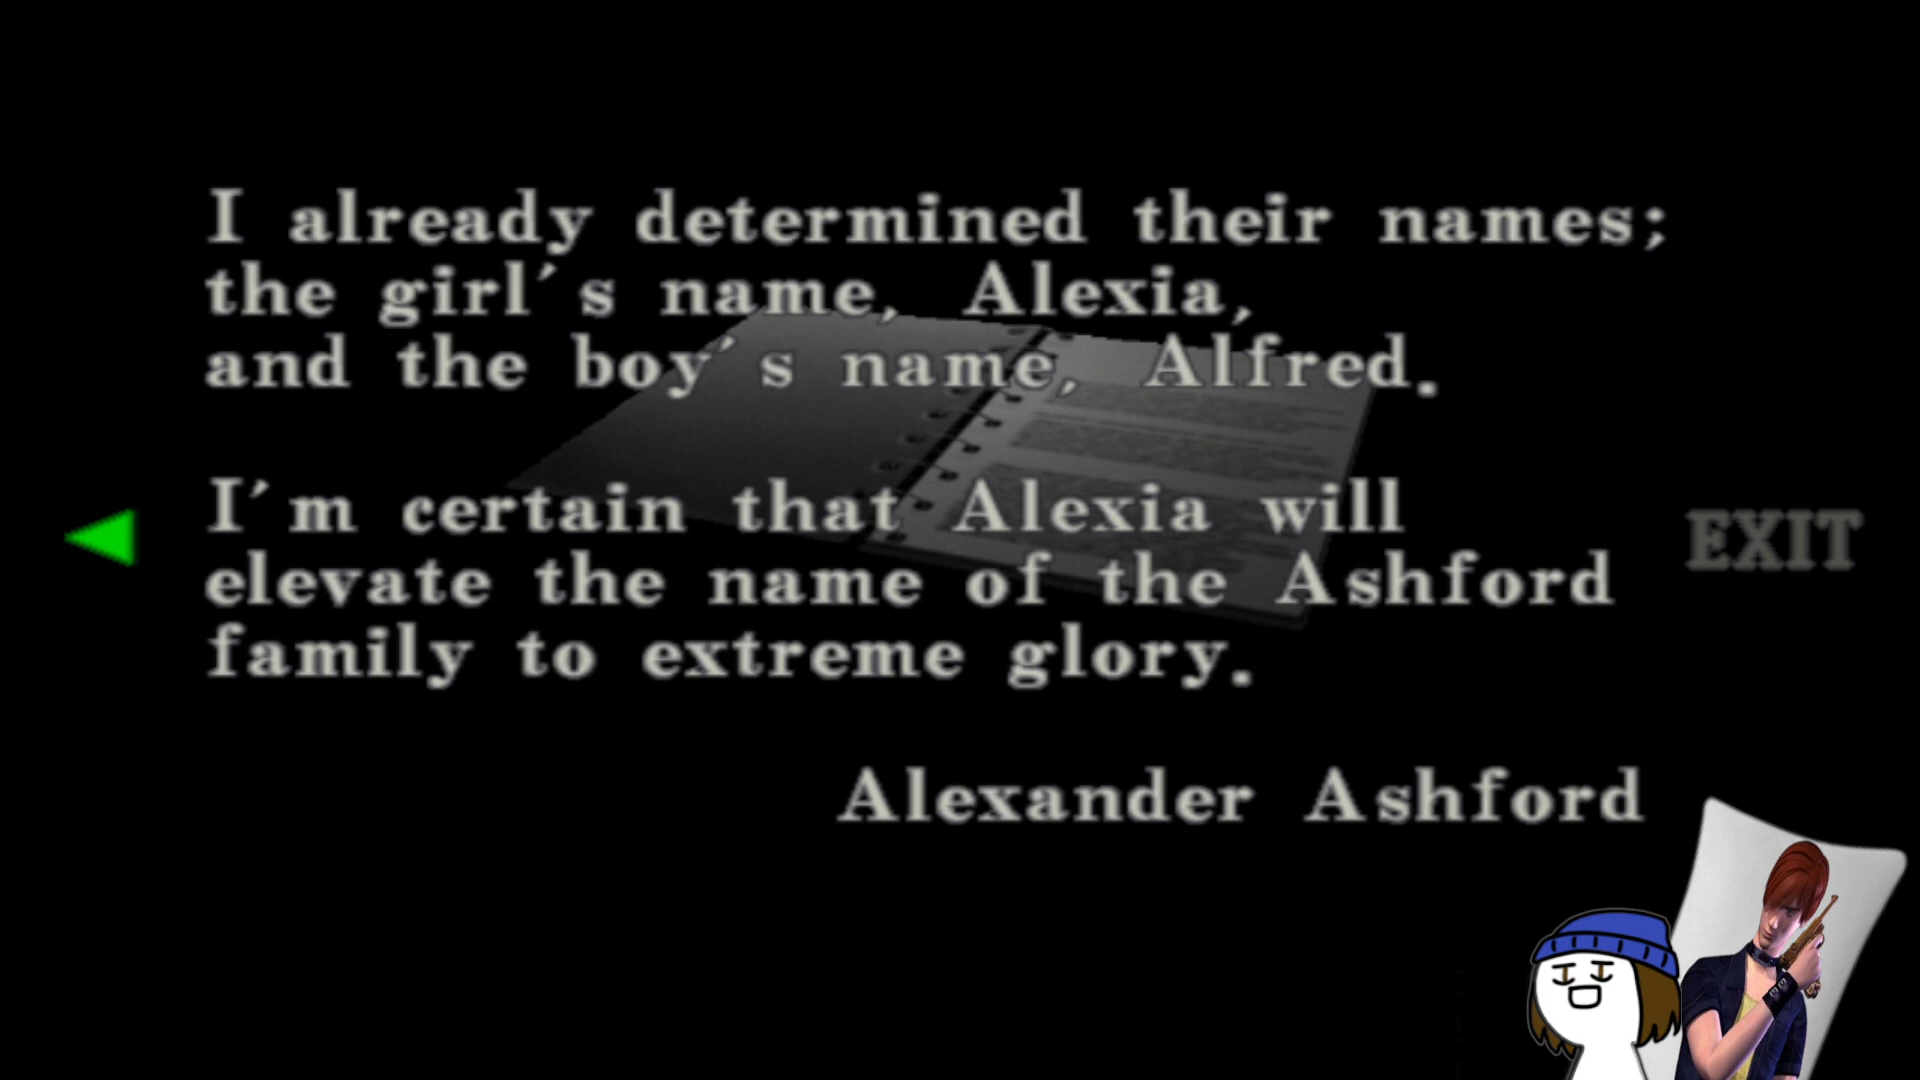 I already determined their names;
the girl's name, Alexia,
and the boy's name, Alfred.
I'm certain that Alexia will
elevate the name of the Ashford
family to extreme glory.
EXIT
Alexander Ashford